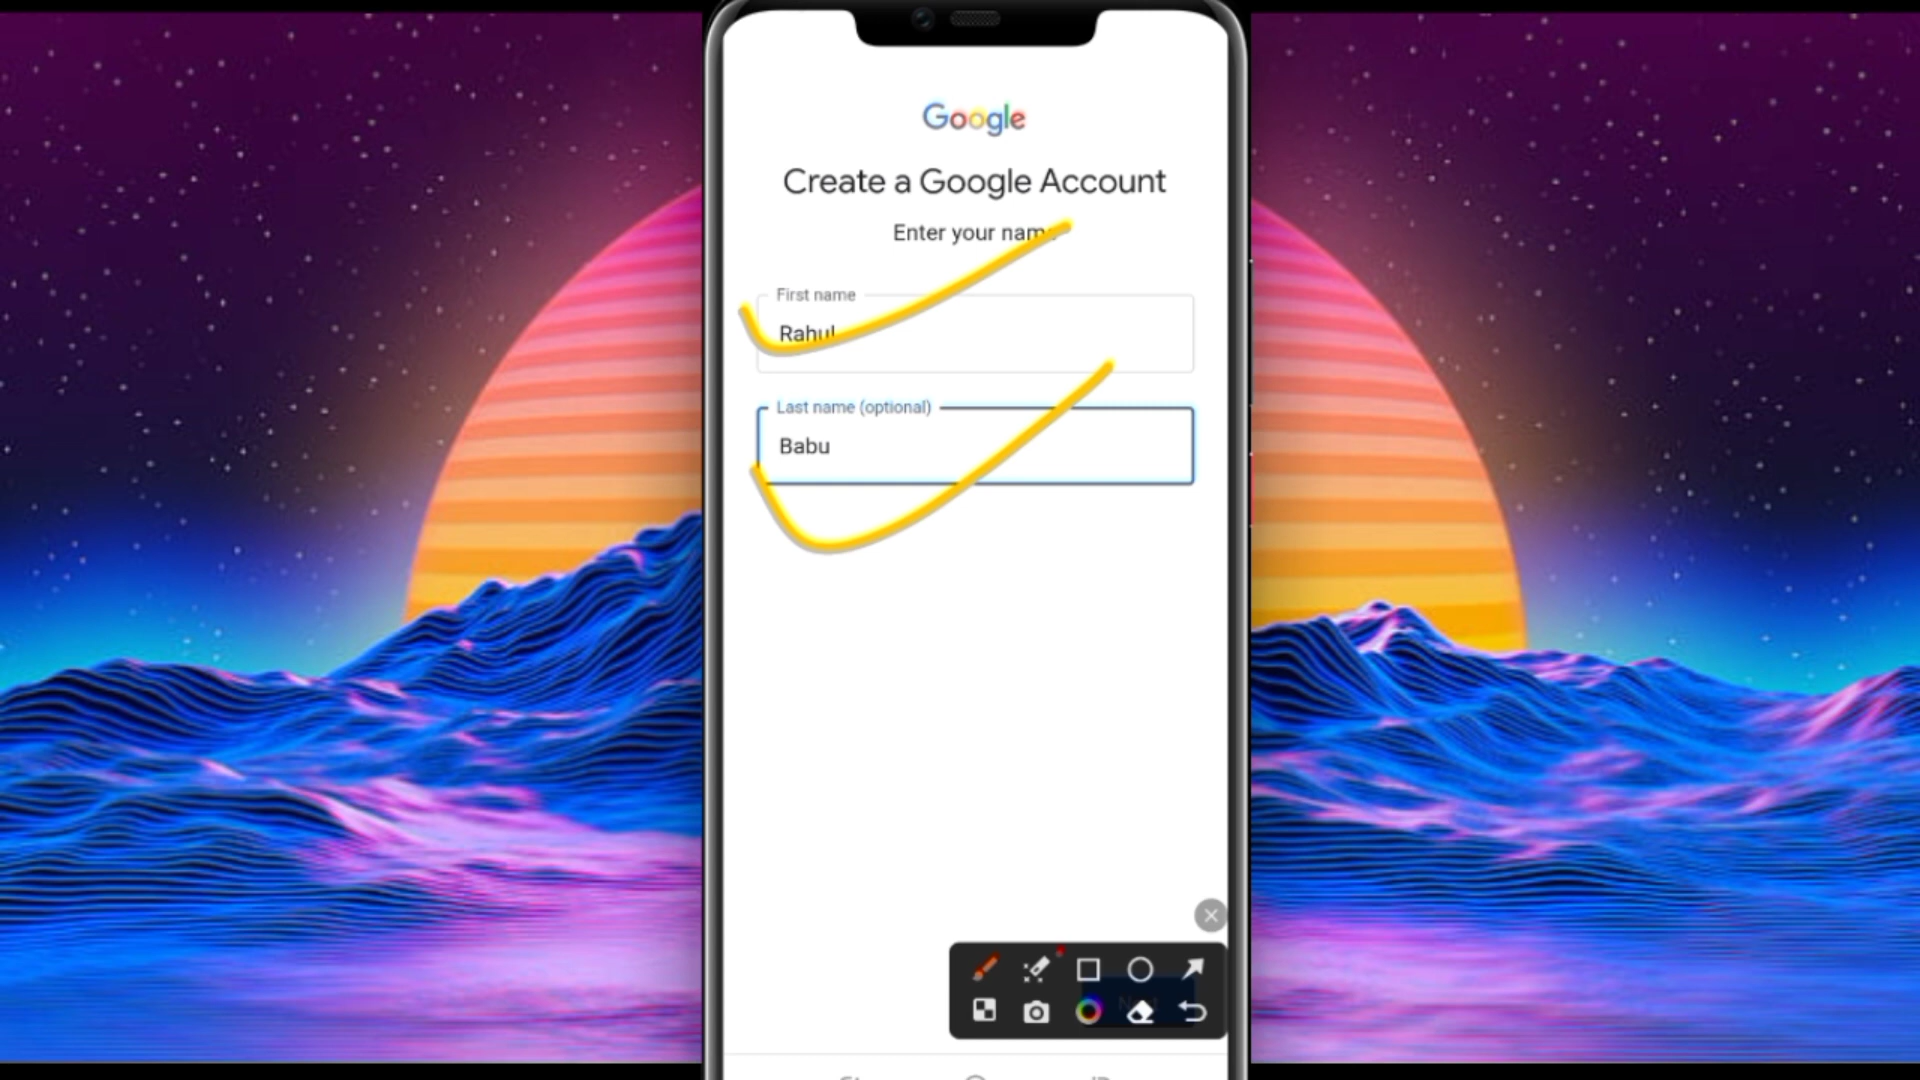 Google
Create a Google Account
Enter your name
First name
Rahul
Last name (optional)
Babu